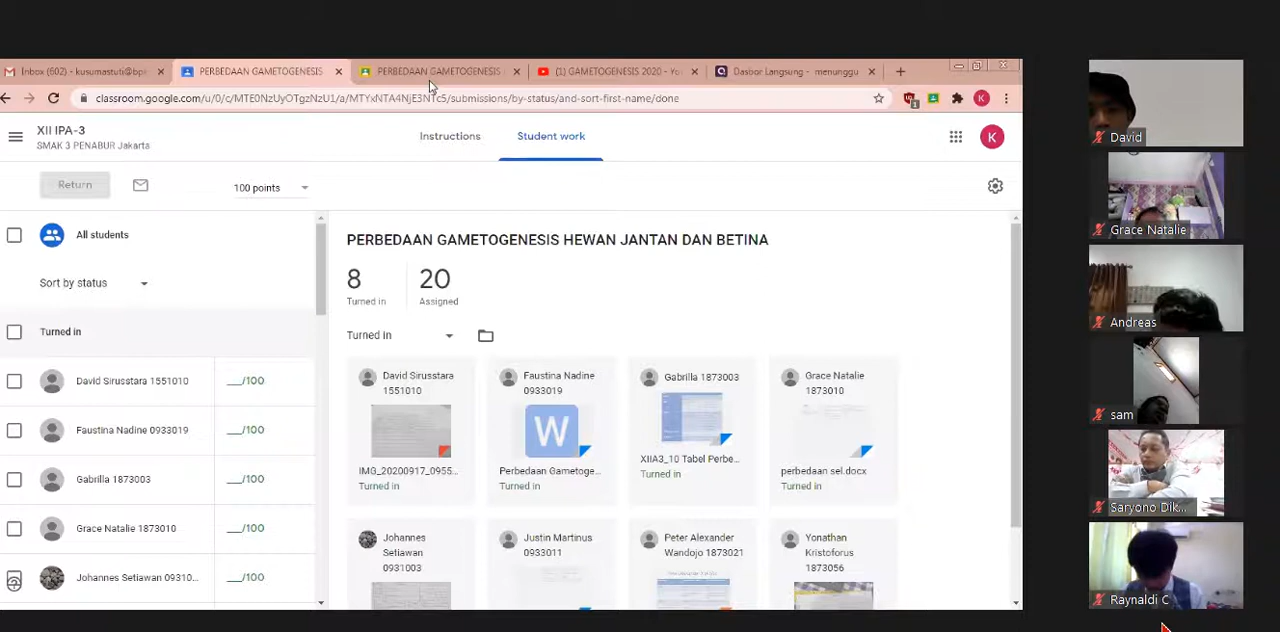 Inbox (602) - kusumastuti@bpk
PERBEDAAN GAMETOGENESIS
PERBEDAAN GAMETOGENESIS
(1) GAMETOGENESIS 2020 - Yo
Dasbor Langsung - menunggu
classroom.google.com/u/0/c/
/submissions/by-status/and-sort-first-name/done
K
XII IPA-3
SMAK 3 PENABUR Jakarta
Instructions
Student work
K
Return
100 points
All students
Sort by status
Turned in
David Sirusstara 1551010
__/100
Faustina Nadine 0933019
__/100
Gabrilla 1873003
__/100
Grace Natalie 1873010
__/100
Johannes Setiawan 09310...
__/100
PERBEDAAN GAMETOGENESIS HEWAN JANTAN DAN BETINA
8
20
Turned in
Assigned
Turned in
David Sirusstara
1551010
IMG_20200917_0955...
Turned in
Faustina Nadine
0933019
W
Perbedaan Gametoge...
Turned in
Gabrilla 1873003
XIIA3_10 Tabel Perbe...
Turned in
Grace Natalie
1873010
perbedaan sel.docx
Turned in
Johannes
Setiawan
0931003
Justin Martinus
0933011
Peter Alexander
Wandojo 1873021
Yonathan
Kristoforus
1873056
David
Grace Natalie
Andreas
sam
Saryono Dik...
Raynaldi C